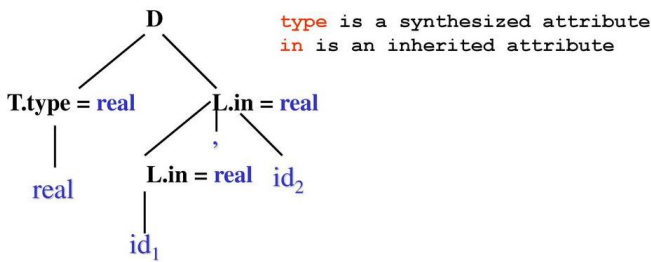 D
type is a synthesized attribute
in is an inherited attribute
T.type = real
L.in = real
,
real
L.in = real
id₂
id₁